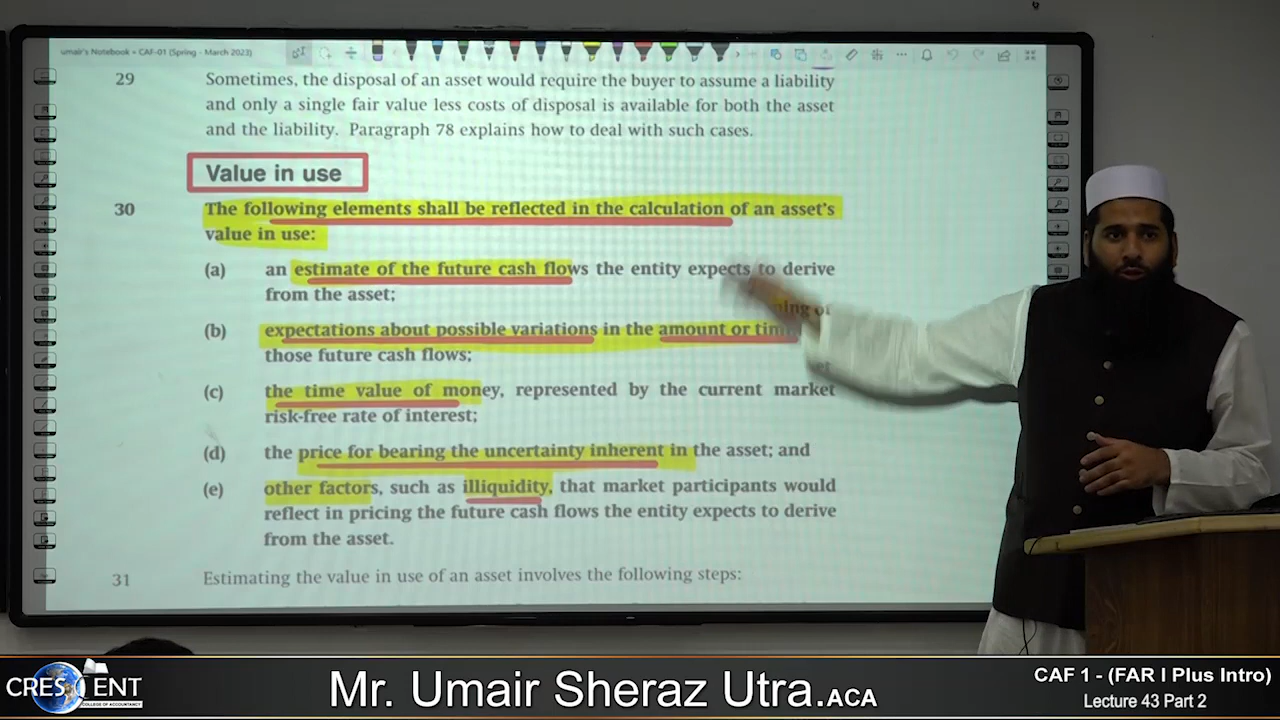 umair's Notebook » CAF-01 (Spring - March 2023)
29 Sometimes, the disposal of an asset would require the buyer to assume a liability
and only a single fair value less costs of disposal is available for both the asset
and the liability. Paragraph 78 explains how to deal with such cases.
Value in use
30 The following elements shall be reflected in the calculation of an asset's
value in use:
(a) an estimate of the future cash flows the entity expects to derive
from the asset;
(b) expectations about possible variations in the amount or
those future cash flows;
(c) the time value of money, represented by the current market
risk-free rate of interest;
(d) the price for bearing the uncertainty inherent in the asset; and
(e) other factors, such as illiquidity, that market participants would
reflect in pricing the future cash flows the entity expects to derive
from the asset.
31 Estimating the value in use of an asset involves the following steps:
CRESCENT
COLLEGE OF ACCOUNTANCY
Mr. Umair Sheraz Utra.ACA
CAF 1 - (FAR I Plus Intro)
Lecture 43 Part 2